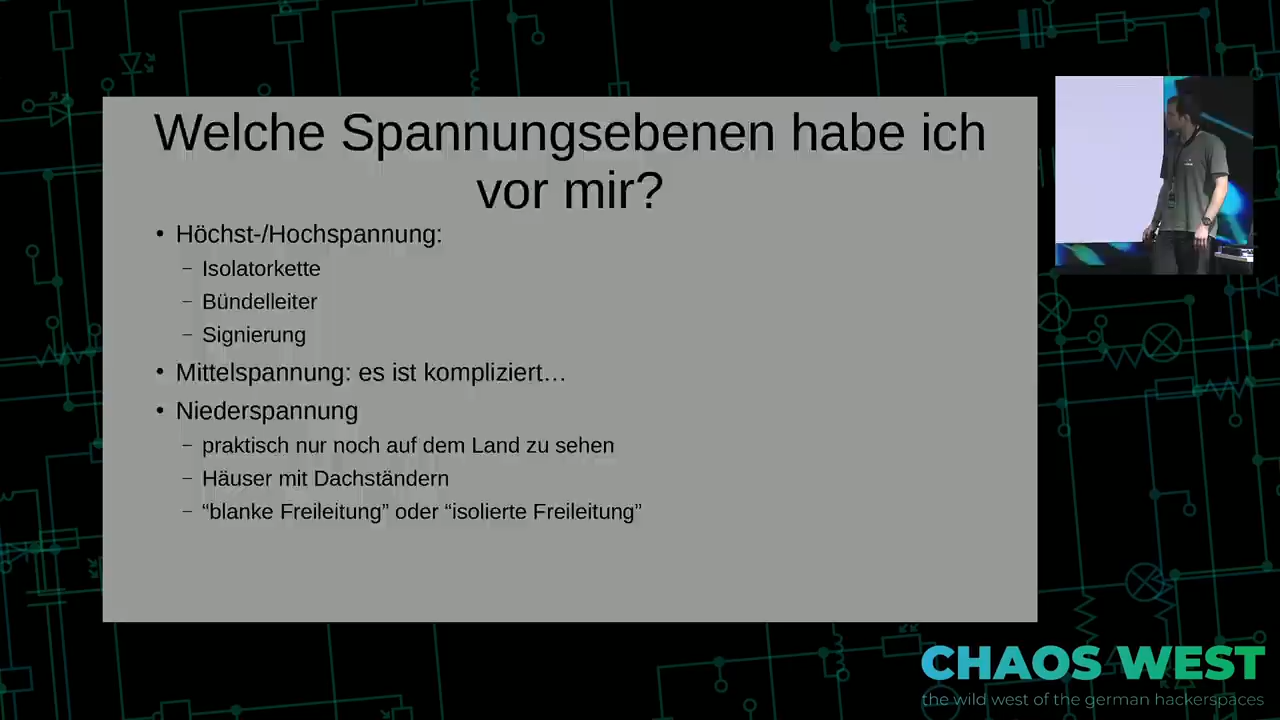 Welche Spannungsebenen habe ich
vor mir?
• Höchst-/Hochspannung:
– Isolatorkette
– Bündelleiter
– Signierung
• Mittelspannung: es ist kompliziert…
• Niederspannung
– praktisch nur noch auf dem Land zu sehen
– Häuser mit Dachständern
– “blanke Freileitung” oder “isolierte Freileitung”
CHAOS WEST
the wild west of the german hackerspaces